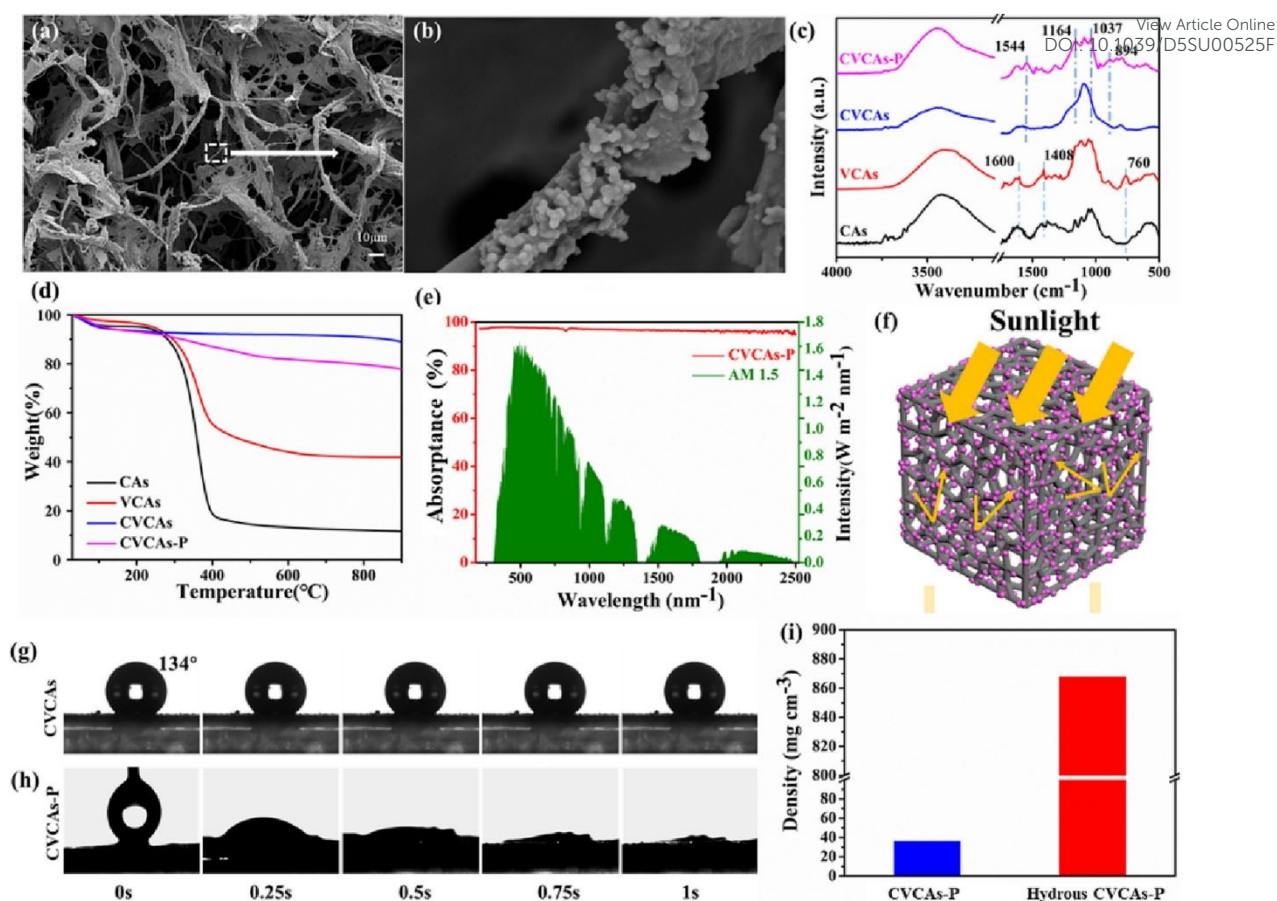 View Article Online
DOI: 10.1039/D5SU00525F
(a)
10μm
(b)
(c)
1164
1037
1544
894
CVCAs-P
CVCAs
1600
1408
760
VCAs
CAs
Intensity (a.u.)
4000
3500
1500
1000
500
Wavenumber (cm⁻¹)
(d)
100
80
60
40
20
0
Weight(%)
CAs
VCAs
CVCAs
CVCAs-P
200
400
600
800
Temperature(°C)
(e)
100
80
60
40
20
0
Absorptance (%)
CVCAs-P
AM 1.5
1.8
1.6
1.4
1.2
1.0
0.8
0.6
0.4
0.2
0.0
Intensity(W m⁻² nm⁻¹)
500
1000
1500
2000
2500
Wavelength (nm⁻¹)
(f)
Sunlight
(g)
CVCAs
134°
(h)
CVCAs-P
0s
0.25s
0.5s
0.75s
1s
(i)
900
880
860
840
820
800
80
60
40
20
0
Density (mg cm⁻³)
CVCAs-P
Hydrous CVCAs-P